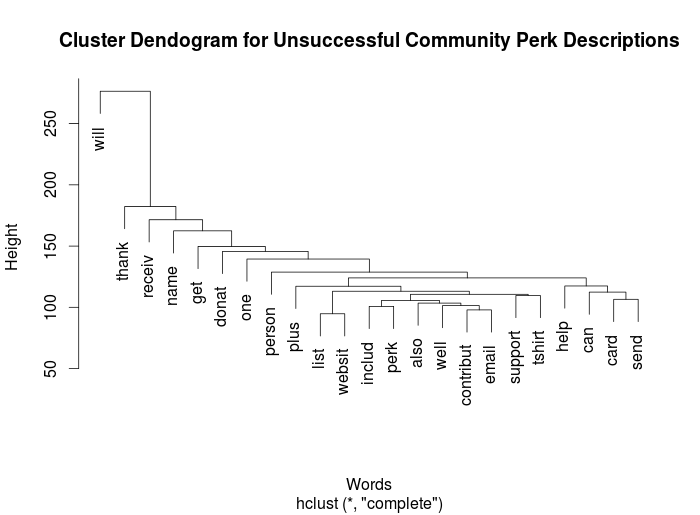 Cluster Dendogram for Unsuccessful Community Perk Descriptions
Height
250
200
150
100
50
will
thank
receiv
name
get
donat
one
person
plus
list
websit
includ
perk
also
well
contribut
email
support
tshirt
help
can
card
send
Words
hclust (*, "complete")